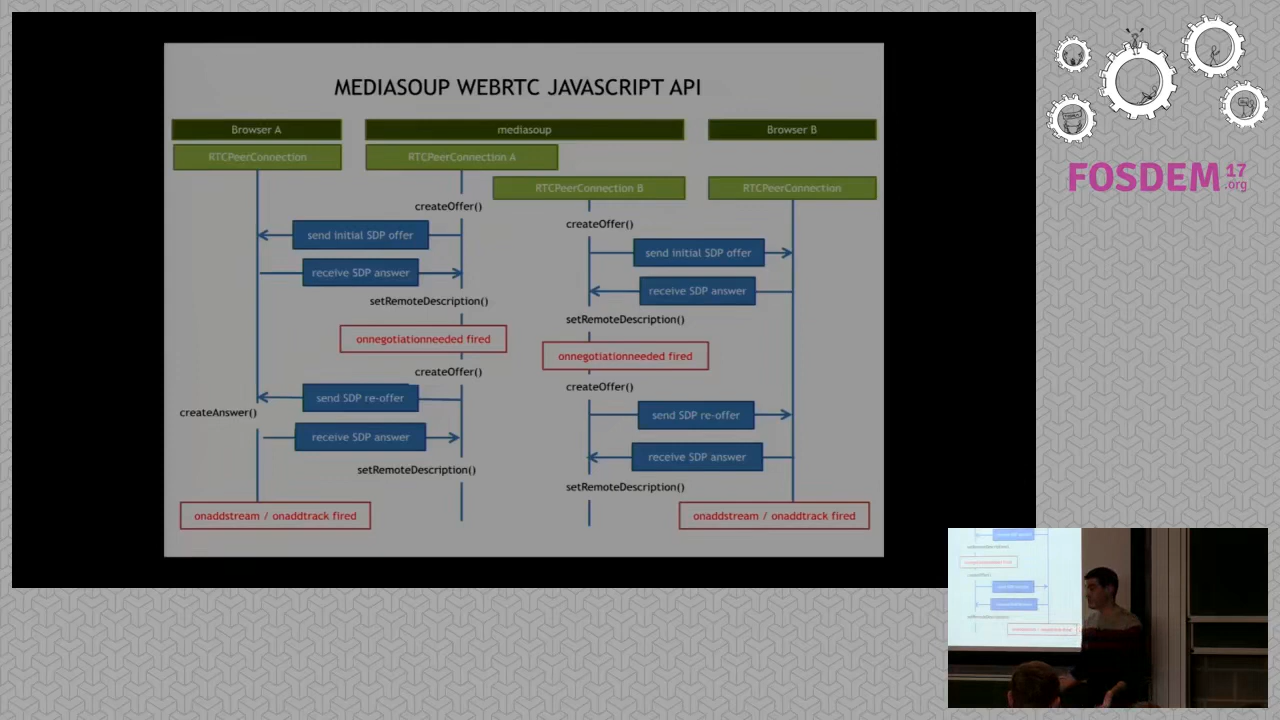 MEDIASOUP WEBRTC JAVASCRIPT API
Browser A
mediasoup
Browser B
RTCPeerConnection
RTCPeerConnection A
RTCPeerConnection B
RTCPeerConnection
createOffer()
createOffer()
send initial SDP offer
send initial SDP offer
receive SDP answer
receive SDP answer
setRemoteDescription()
setRemoteDescription()
onnegotiationneeded fired
onnegotiationneeded fired
createOffer()
createOffer()
send SDP re-offer
send SDP re-offer
createAnswer()
receive SDP answer
receive SDP answer
setRemoteDescription()
setRemoteDescription()
onaddstream / onaddtrack fired
onaddstream / onaddtrack fired
FOSDEM 17
.org